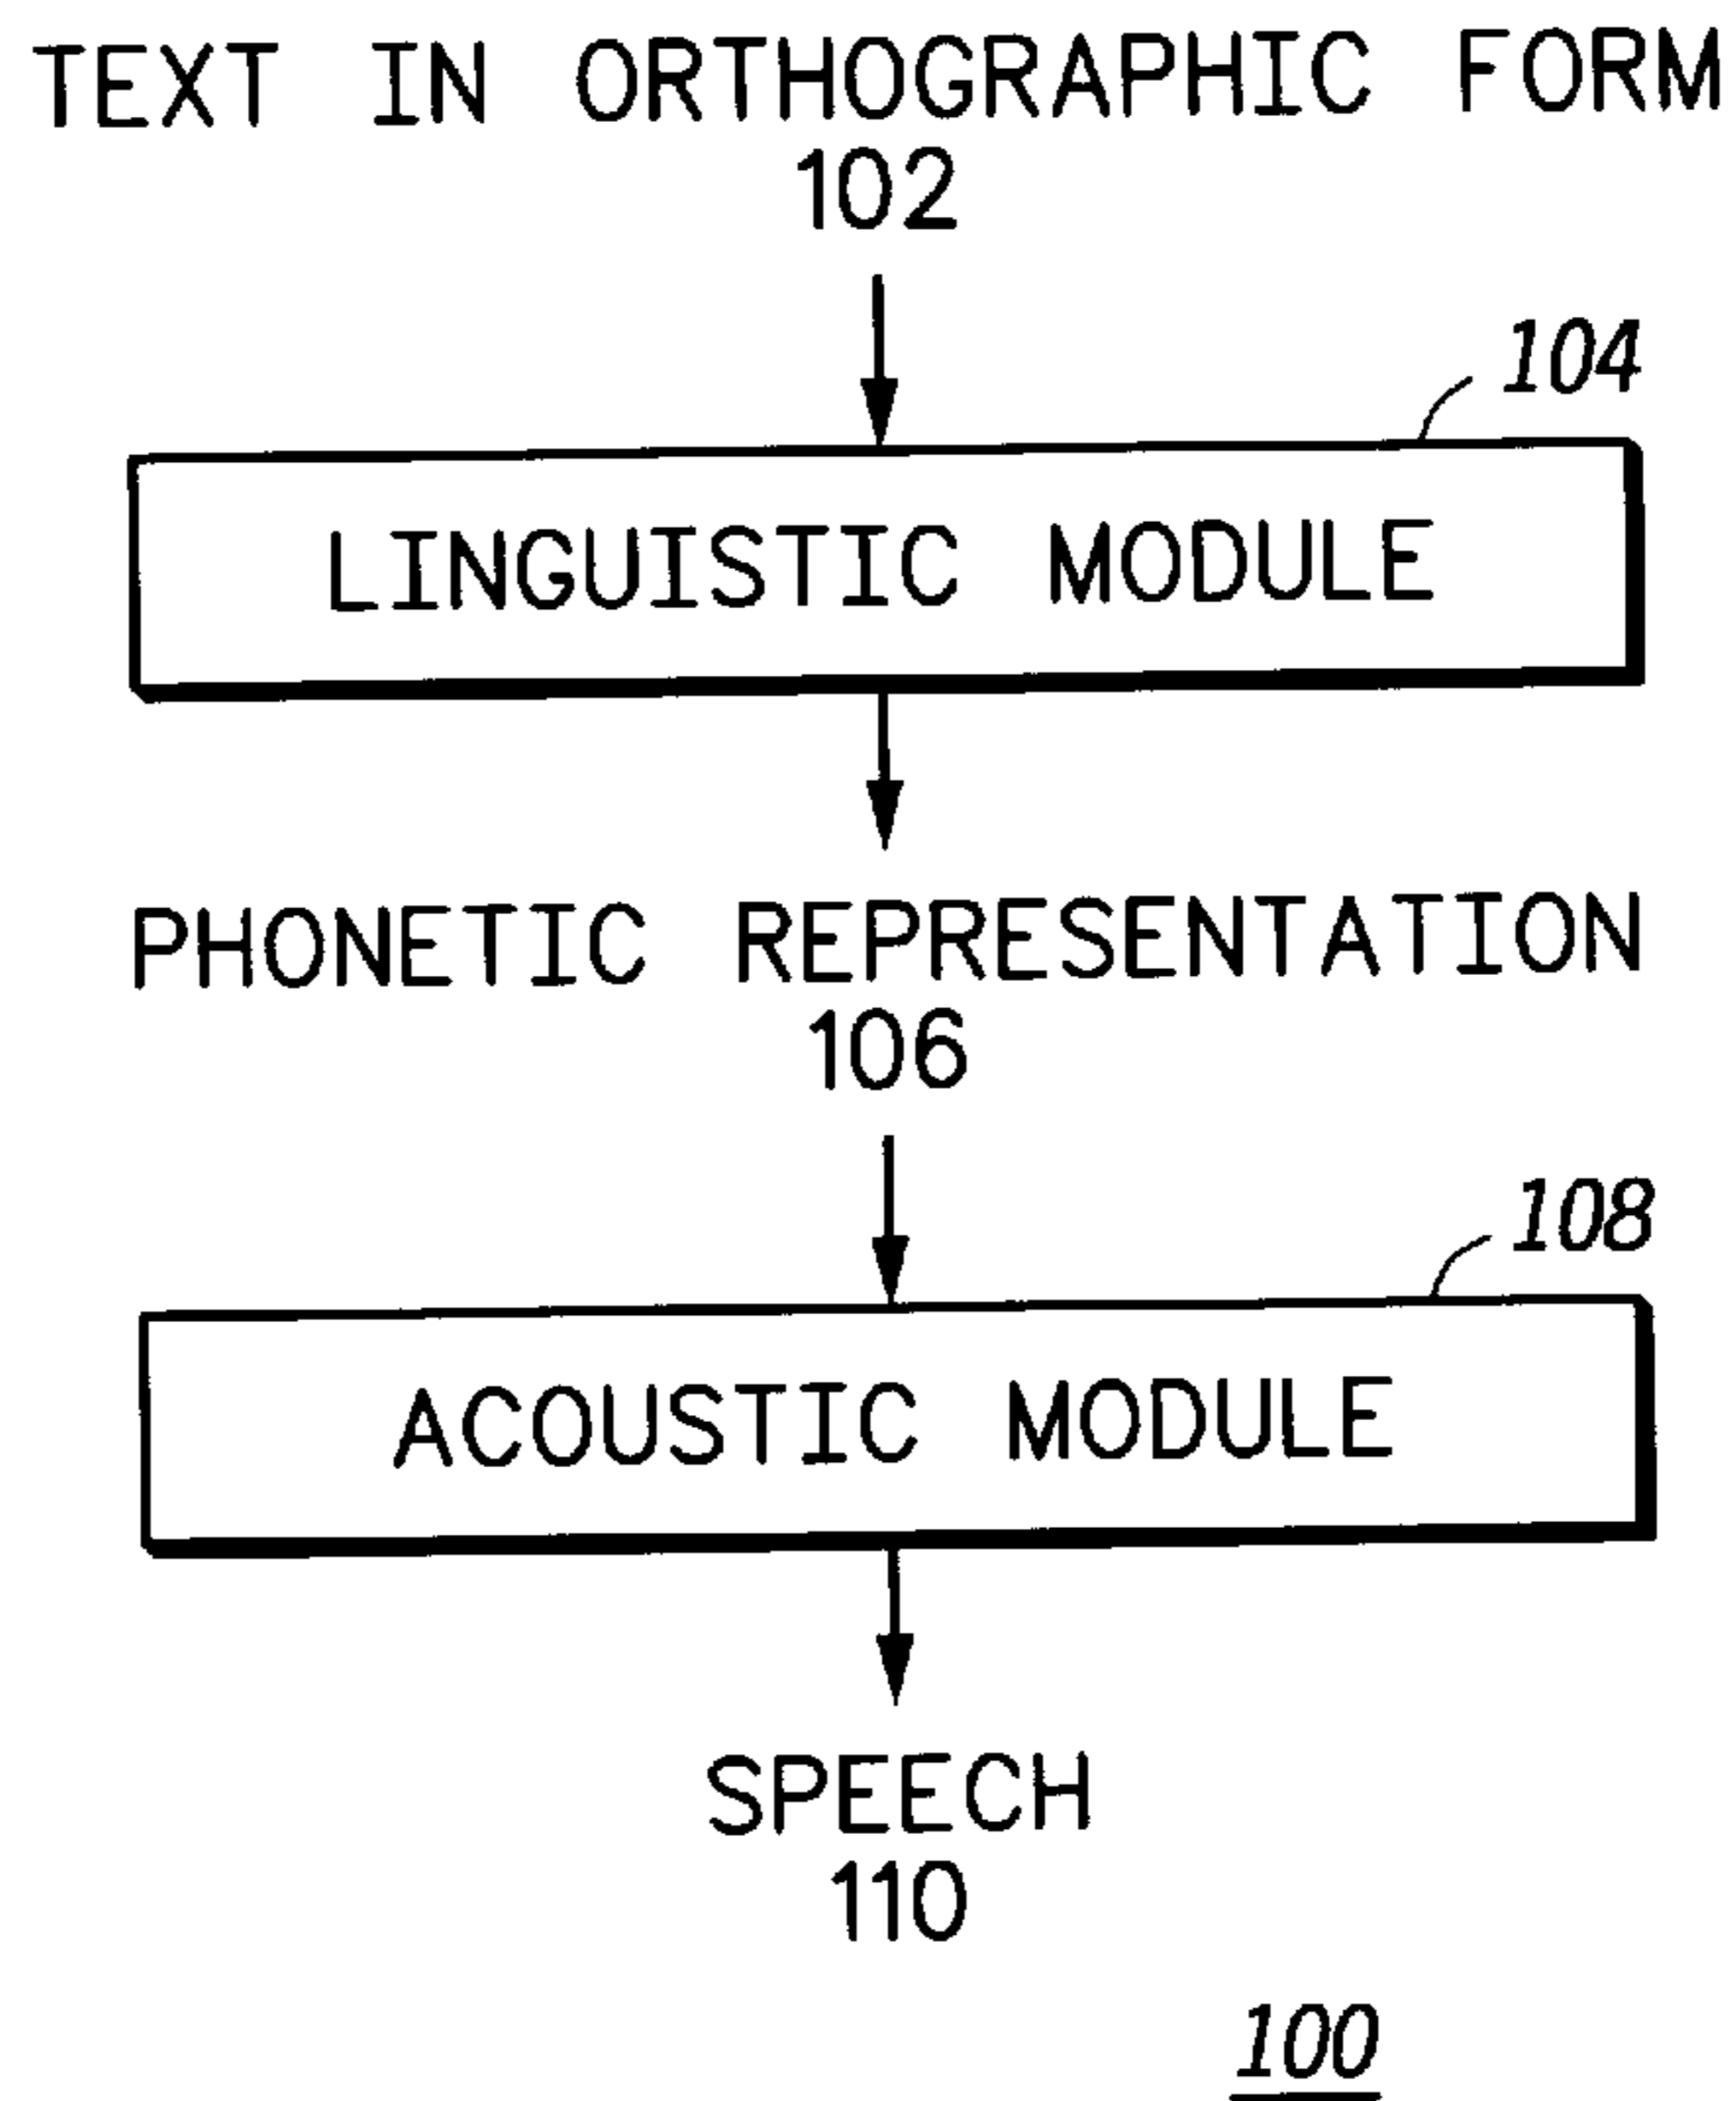 TEXT IN ORTHOGRAPHIC FORM
102
104
LINGUISTIC MODULE
PHONETIC REPRESENTATION
106
108
ACOUSTIC MODULE
SPEECH
110
100